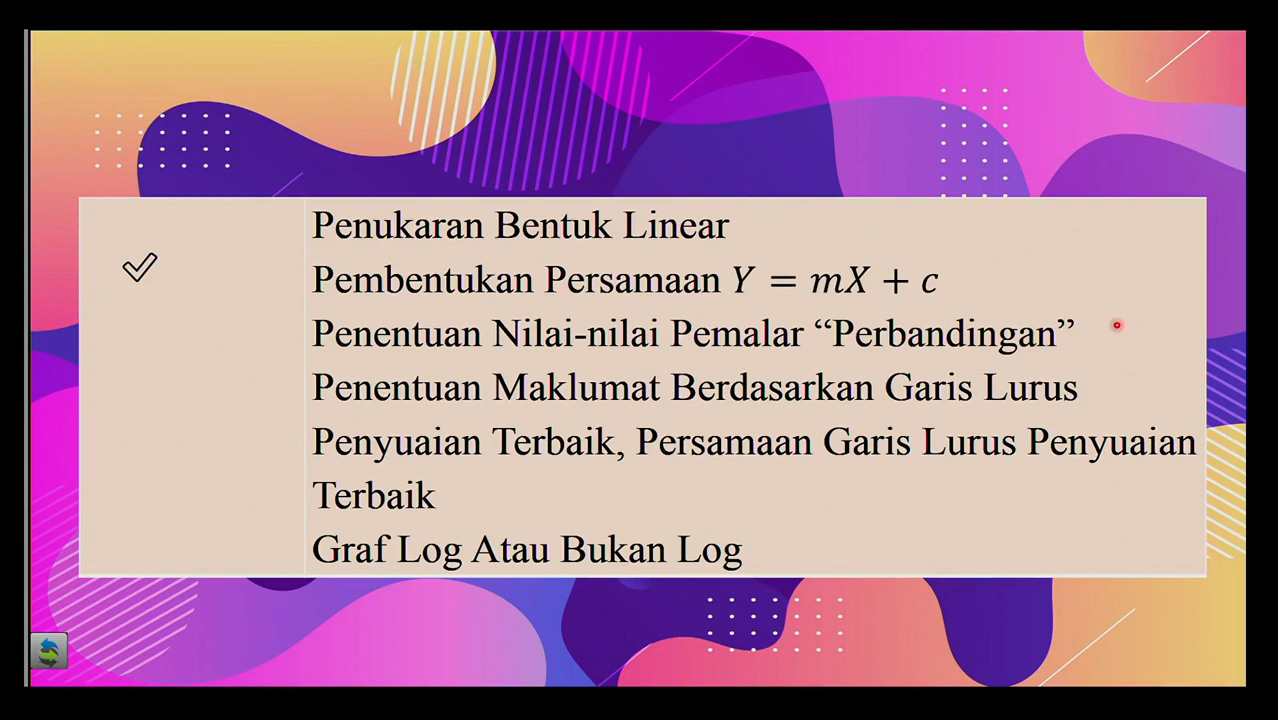 Penukaran Bentuk Linear
Pembentukan Persamaan Y = mX + c
Penentuan Nilai-nilai Pemalar “Perbandingan”
Penentuan Maklumat Berdasarkan Garis Lurus
Penyuaian Terbaik, Persamaan Garis Lurus Penyuaian
Terbaik
Graf Log Atau Bukan Log